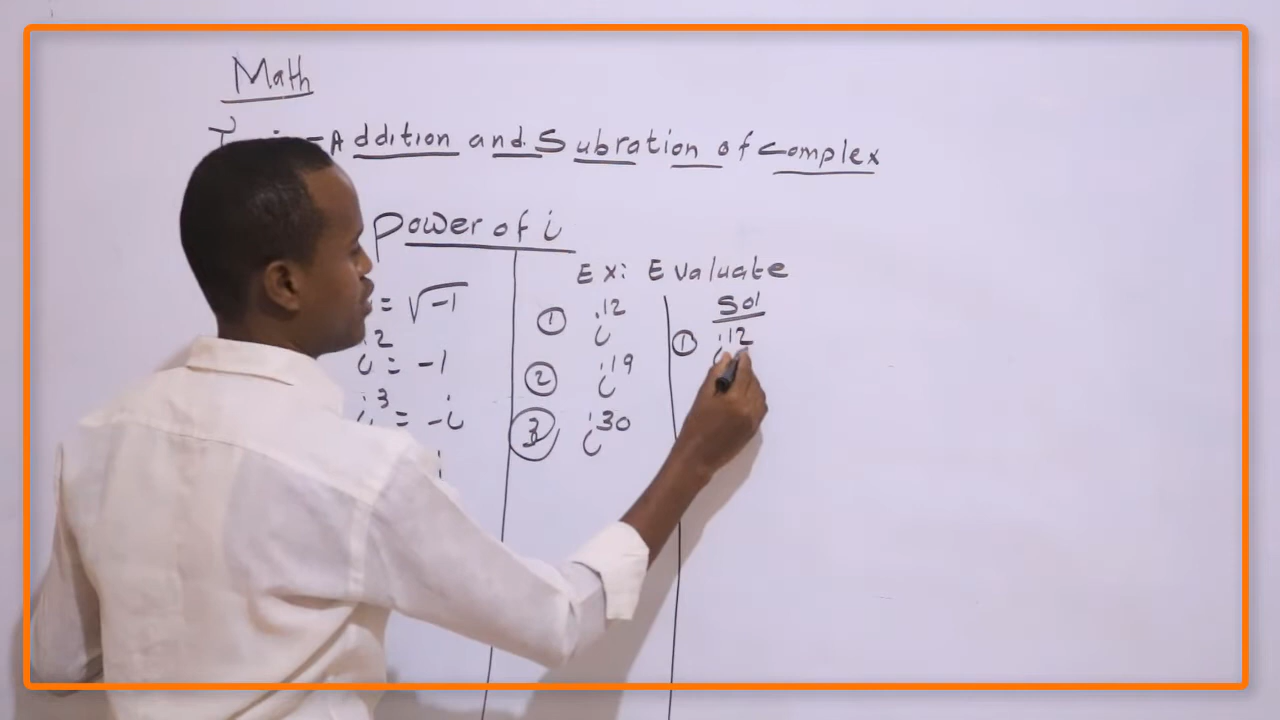 Math
Addition and Subration of Complex
Power of i
= √-1
i² = -1
i³ = -i
Ex: Evaluate
① i¹²
② i¹⁹
③ i³⁰
Sol
① i¹²